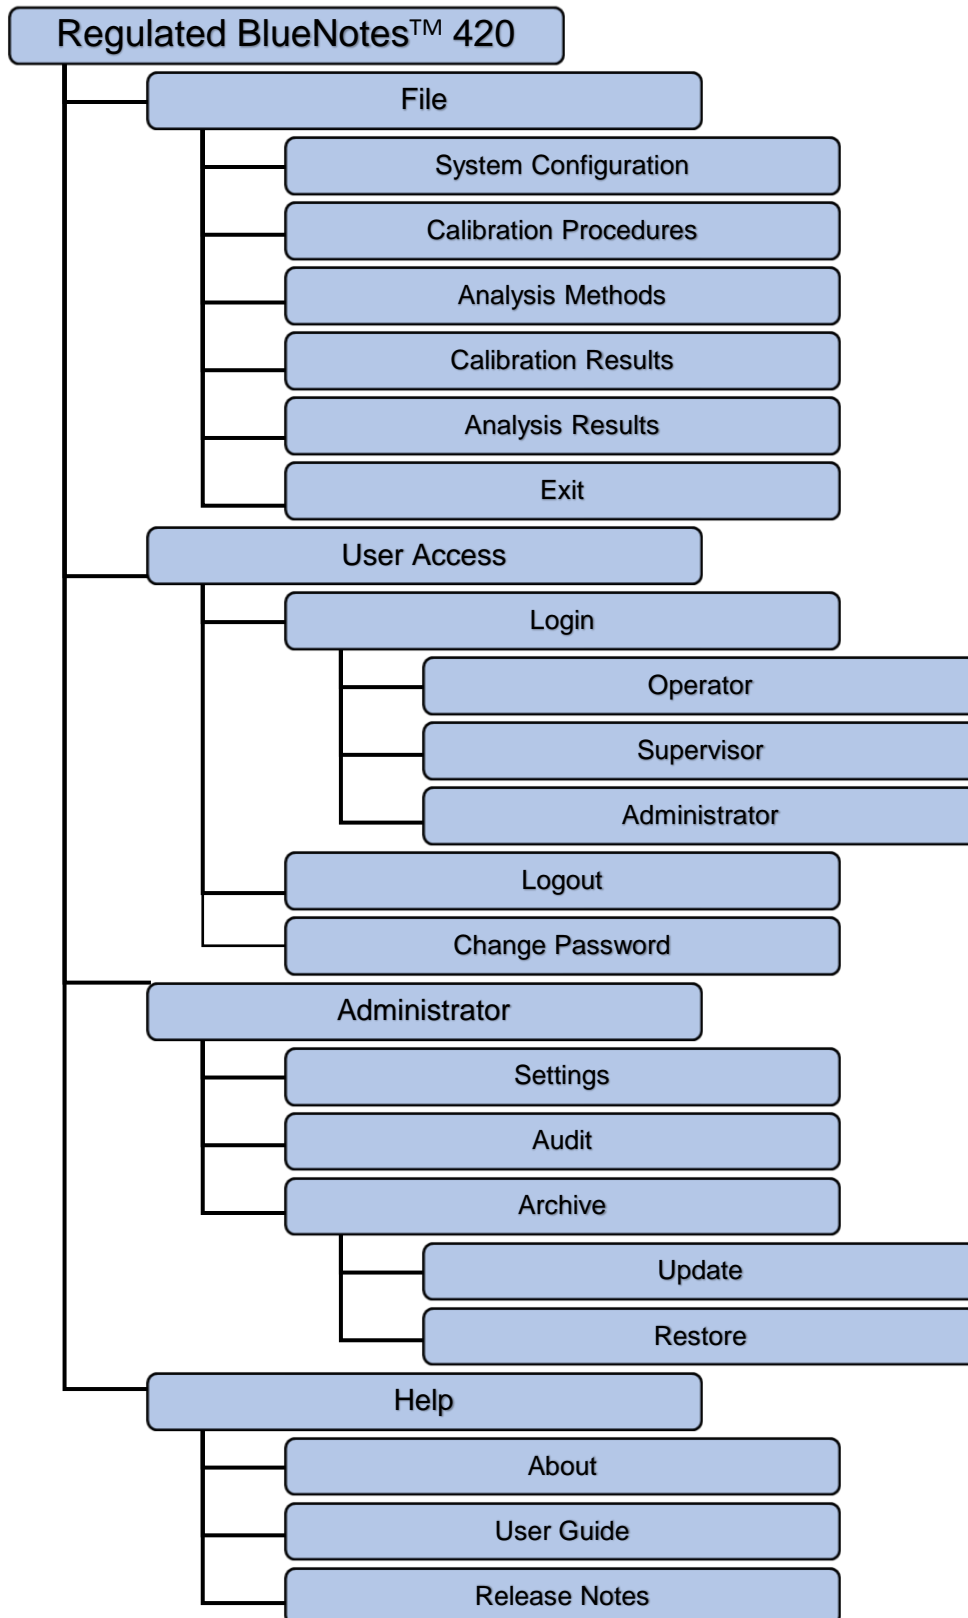 Regulated BlueNotes™ 420
File
System Configuration
Calibration Procedures
Analysis Methods
Calibration Results
Analysis Results
Exit
User Access
Login
Operator
Supervisor
Administrator
Logout
Change Password
Administrator
Settings
Audit
Archive
Update
Restore
Help
About
User Guide
Release Notes